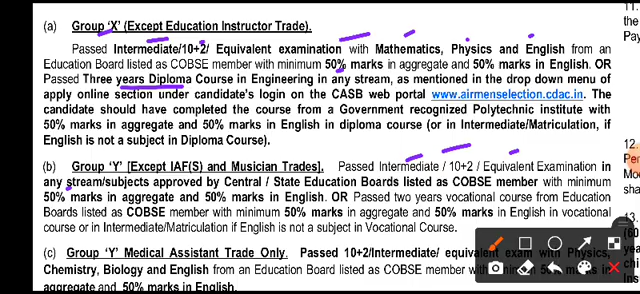 (a) Group 'X' (Except Education Instructor Trade).
Passed Intermediate/10+2/ Equivalent examination with Mathematics, Physics and English from an
Education Board listed as COBSE member with minimum 50% marks in aggregate and 50% marks in English. OR
Passed Three years Diploma Course in Engineering in any stream, as mentioned in the drop down menu of
apply online section under candidate's login on the CASB web portal www.airmenselection.cdac.in. The
candidate should have completed the course from a Government recognized Polytechnic institute with
50% marks in aggregate and 50% marks in English in diploma course (or in Intermediate/Matriculation, if
English is not a subject in Diploma Course).
(b) Group 'Y' [Except IAF(S) and Musician Trades]. Passed Intermediate / 10+2 / Equivalent Examination in
any stream/subjects approved by Central / State Education Boards listed as COBSE member with minimum
50% marks in aggregate and 50% marks in English. OR Passed two years vocational course from Education
Boards listed as COBSE member with minimum 50% marks in aggregate and 50% marks in English in vocational
course or in Intermediate/Matriculation if English is not a subject in Vocational Course.
(c) Group 'Y' Medical Assistant Trade Only. Passed 10+2/Intermediate/ equivalent exam with Physics,
Chemistry, Biology and English from an Education Board listed as COBSE member with 50% marks in
aggregate and 50% marks in English.
11.
the
Pay
12.
Mod
sha
13.
(60